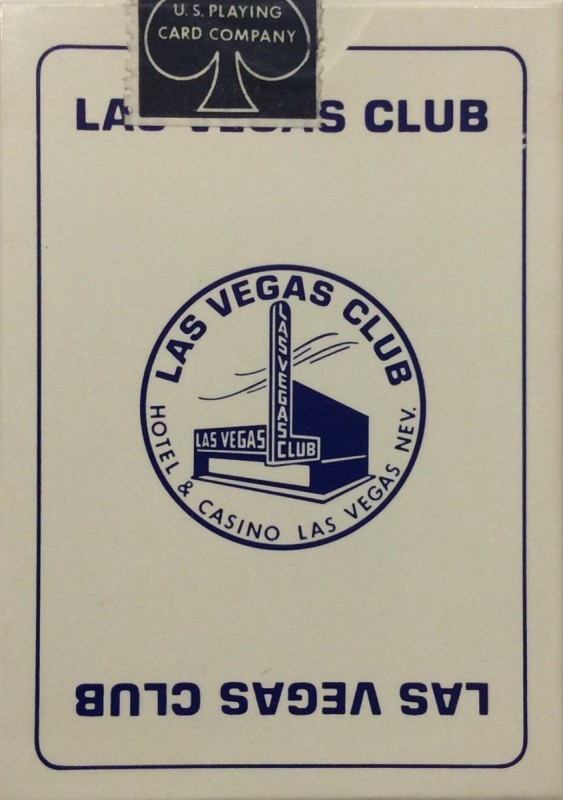 U.S. PLAYING
CARD COMPANY
LAS VEGAS CLUB
LAS VEGAS CLUB
LAS VEGAS CLUB
LAS VEGAS
CLUB
HOTEL & CASINO LAS VEGAS NEV.
LAS VEGAS CLUB